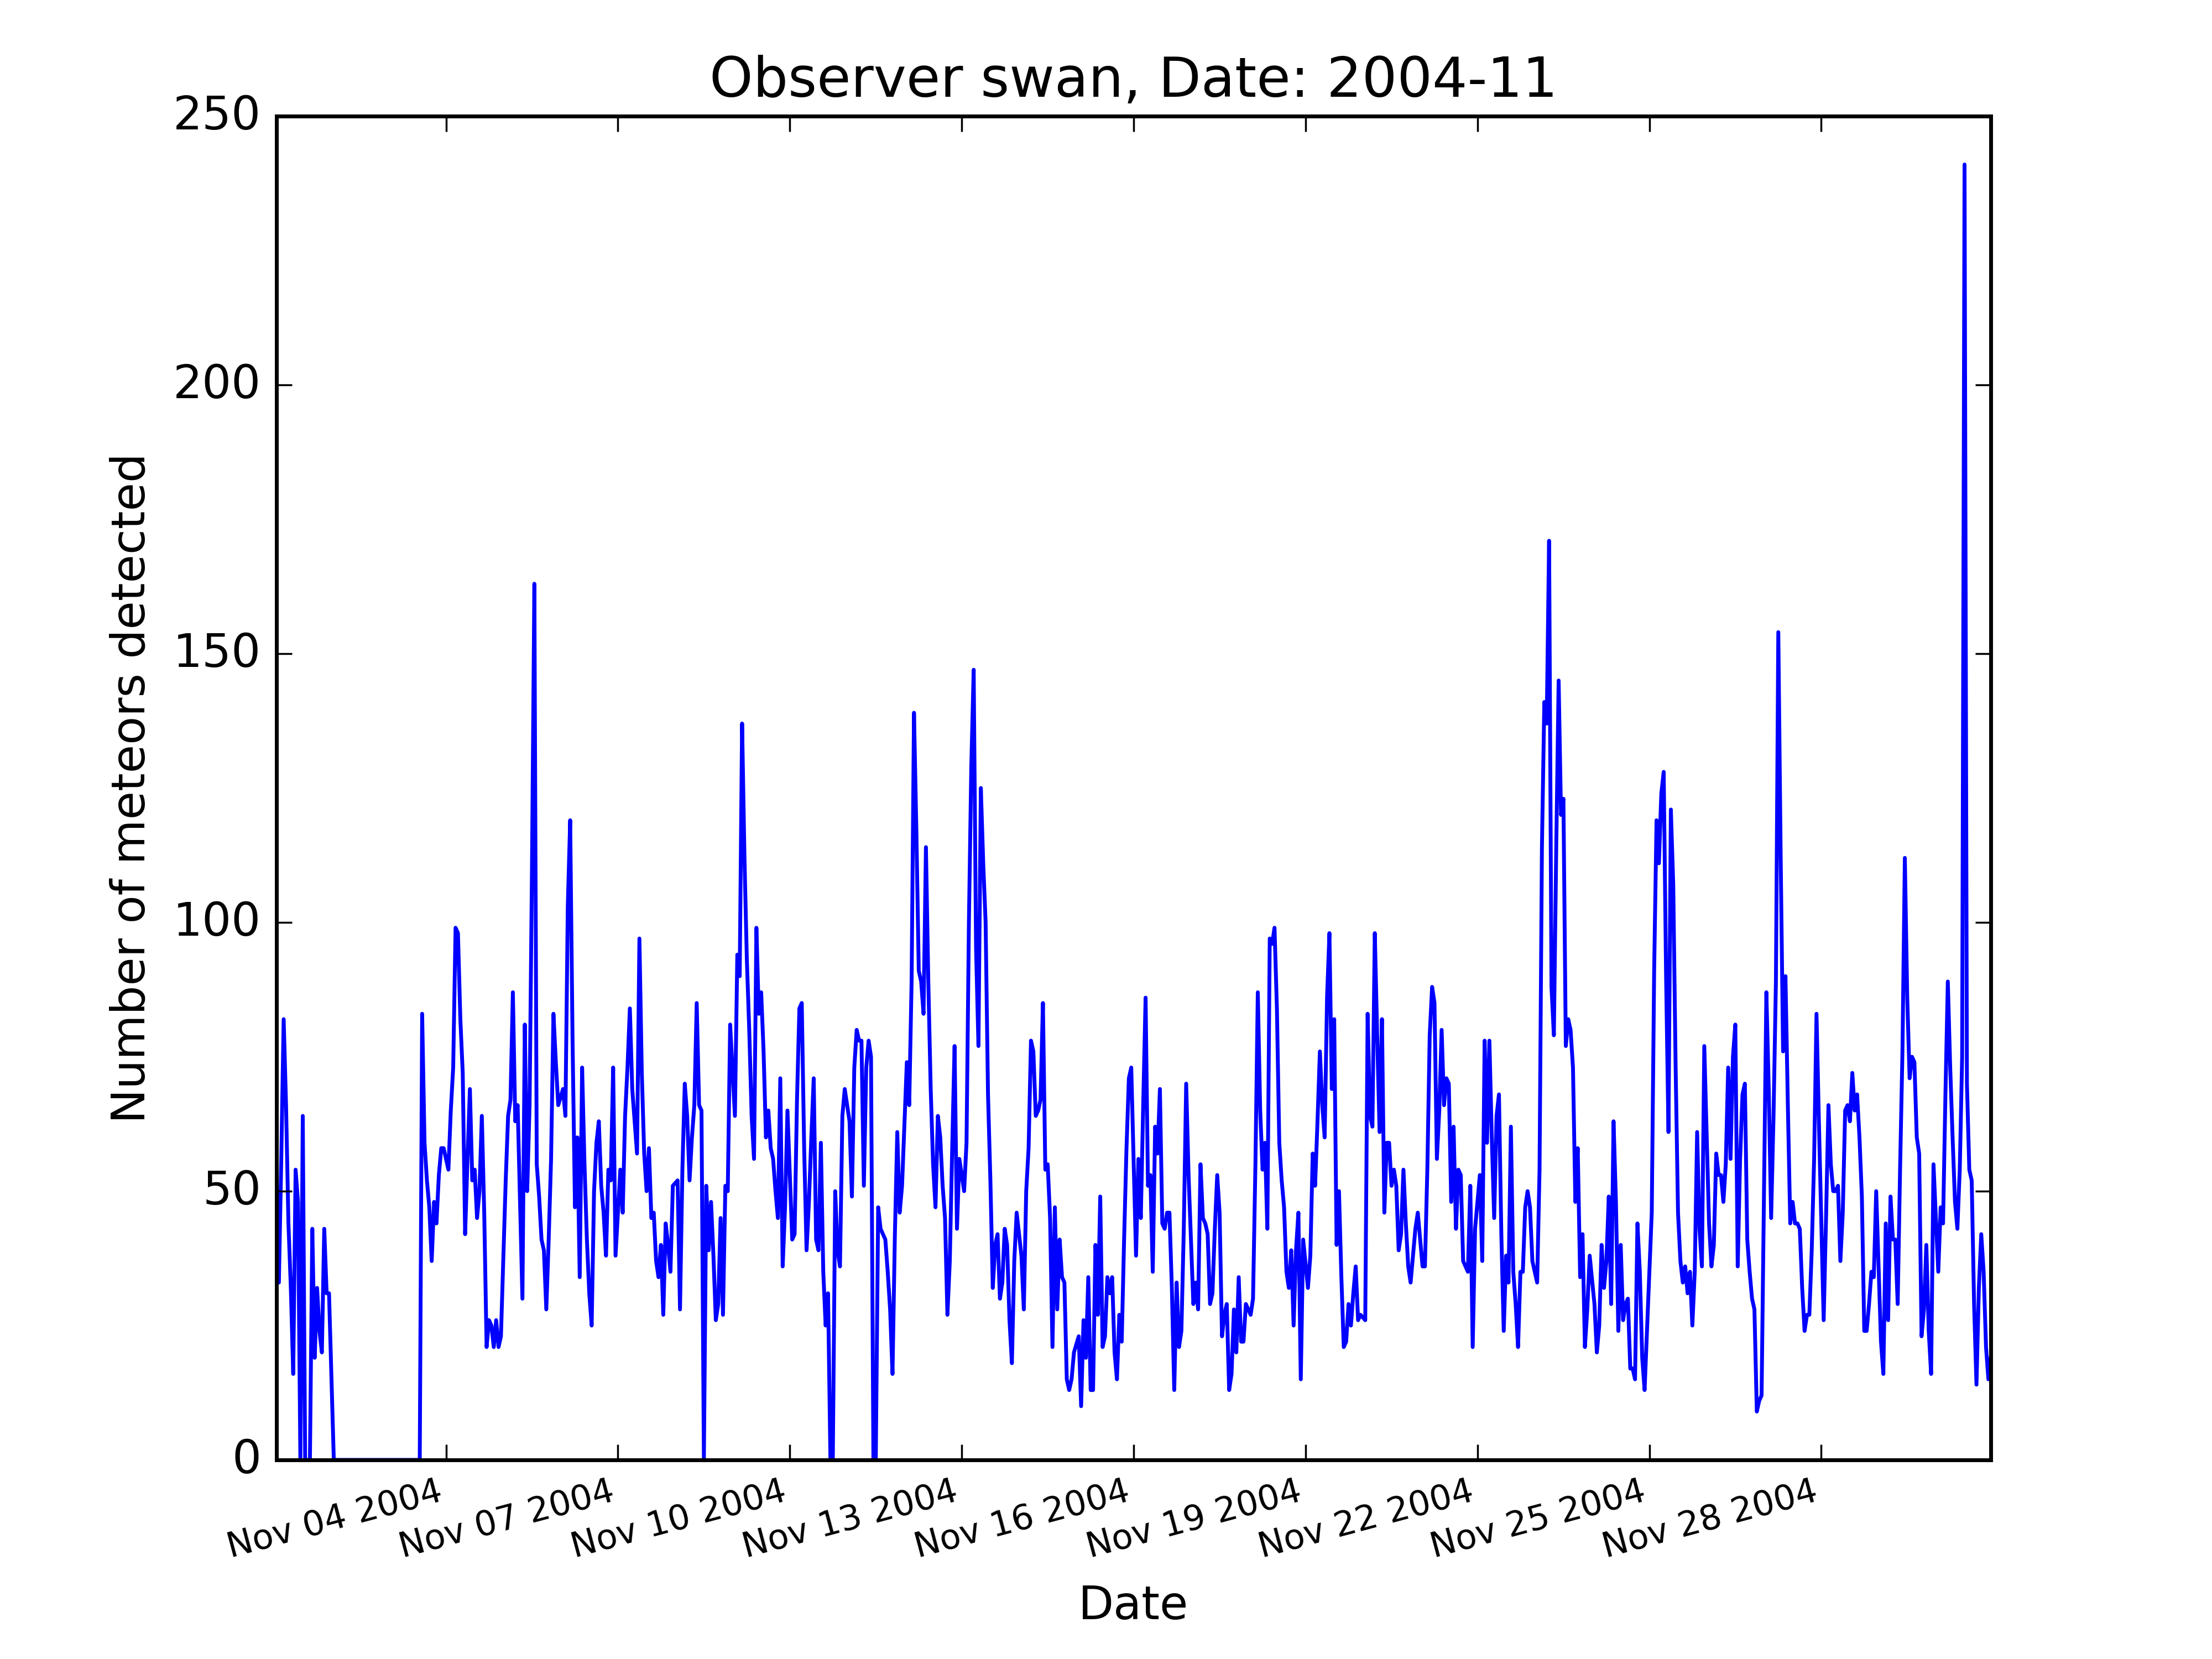 Observer swan, Date: 2004-11
250
200
150
100
50
0
Number of meteors detected
Nov 04 2004
Nov 07 2004
Nov 10 2004
Nov 13 2004
Nov 16 2004
Nov 19 2004
Nov 22 2004
Nov 25 2004
Nov 28 2004
Date